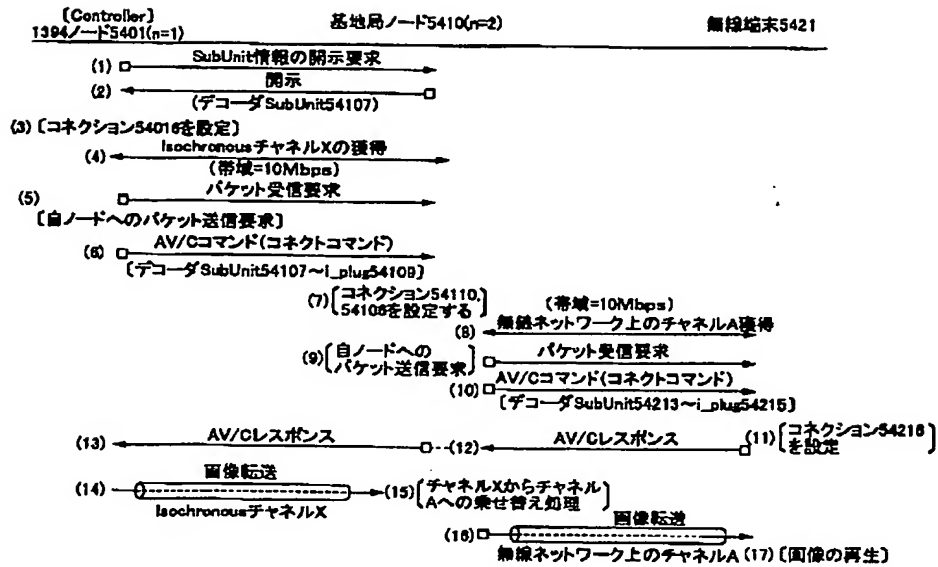 [Controller]
1394ノード5401(n=1)
基地局ノード5410(n=2)
無線端末5421
(1)
SubUnit情報の開示要求
(2)
開示
(デコーダSubUnit54107)
(3) [コネクション54016を設定]
(4)
IsochronousチャネルXの獲得
(帯域=10Mbps)
(5)
パケット受信要求
[自ノードへのパケット送信要求]
(6)
AV/Cコマンド(コネクトコマンド)
[デコーダSubUnit54107～i_plug54109]
(7) [コネクション54110,
54106を設定する]
(帯域=10Mbps)
(8)
無線ネットワーク上のチャネルA獲得
(9) [自ノードへの
パケット送信要求]
パケット受信要求
(10)
AV/Cコマンド(コネクトコマンド)
[デコーダSubUnit54213～i_plug54215]
(13)
AV/Cレスポンス
(12)
AV/Cレスポンス
(11) [コネクション54216
を設定]
画像転送
(14)
IsochronousチャネルX
(15) [チャネルXからチャネル
Aへの乗せ替え処理]
画像転送
(16)
無線ネットワーク上のチャネルA (17) [画像の再生]